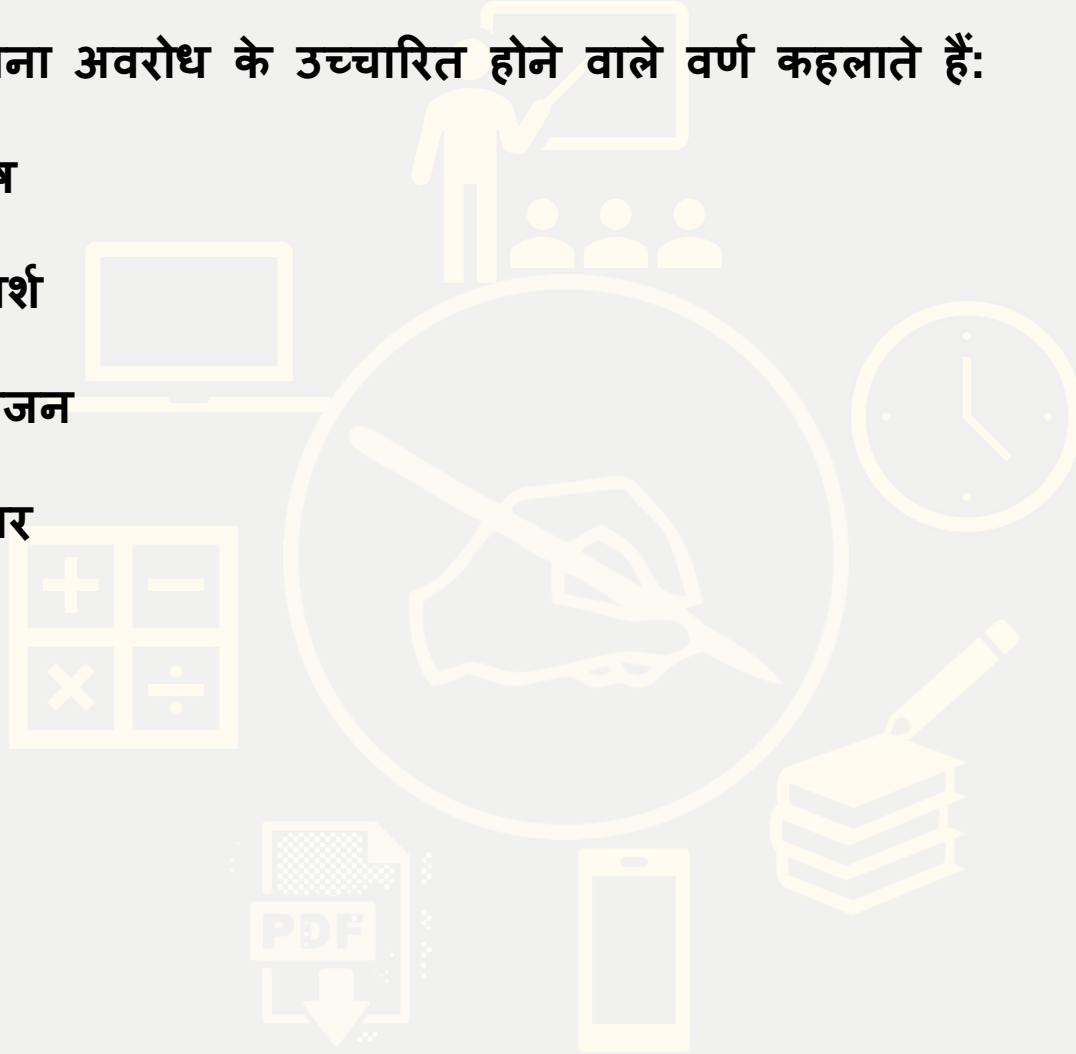 ना अवरोध के उच्चारित होने वाले वर्ण कहलाते हैं:
ष
र्श
जन
र
PDF